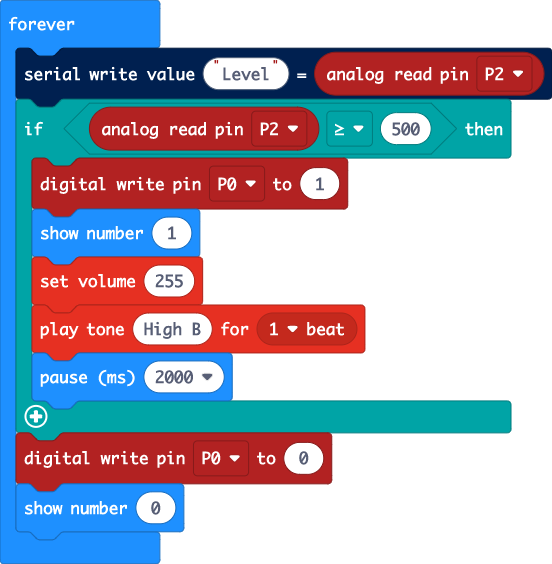 forever
serial write value "Level" = analog read pin P2
if analog read pin P2 ≥ 500 then
digital write pin P0 to 1
show number 1
set volume 255
play tone High B for 1 beat
pause (ms) 2000
digital write pin P0 to 0
show number 0